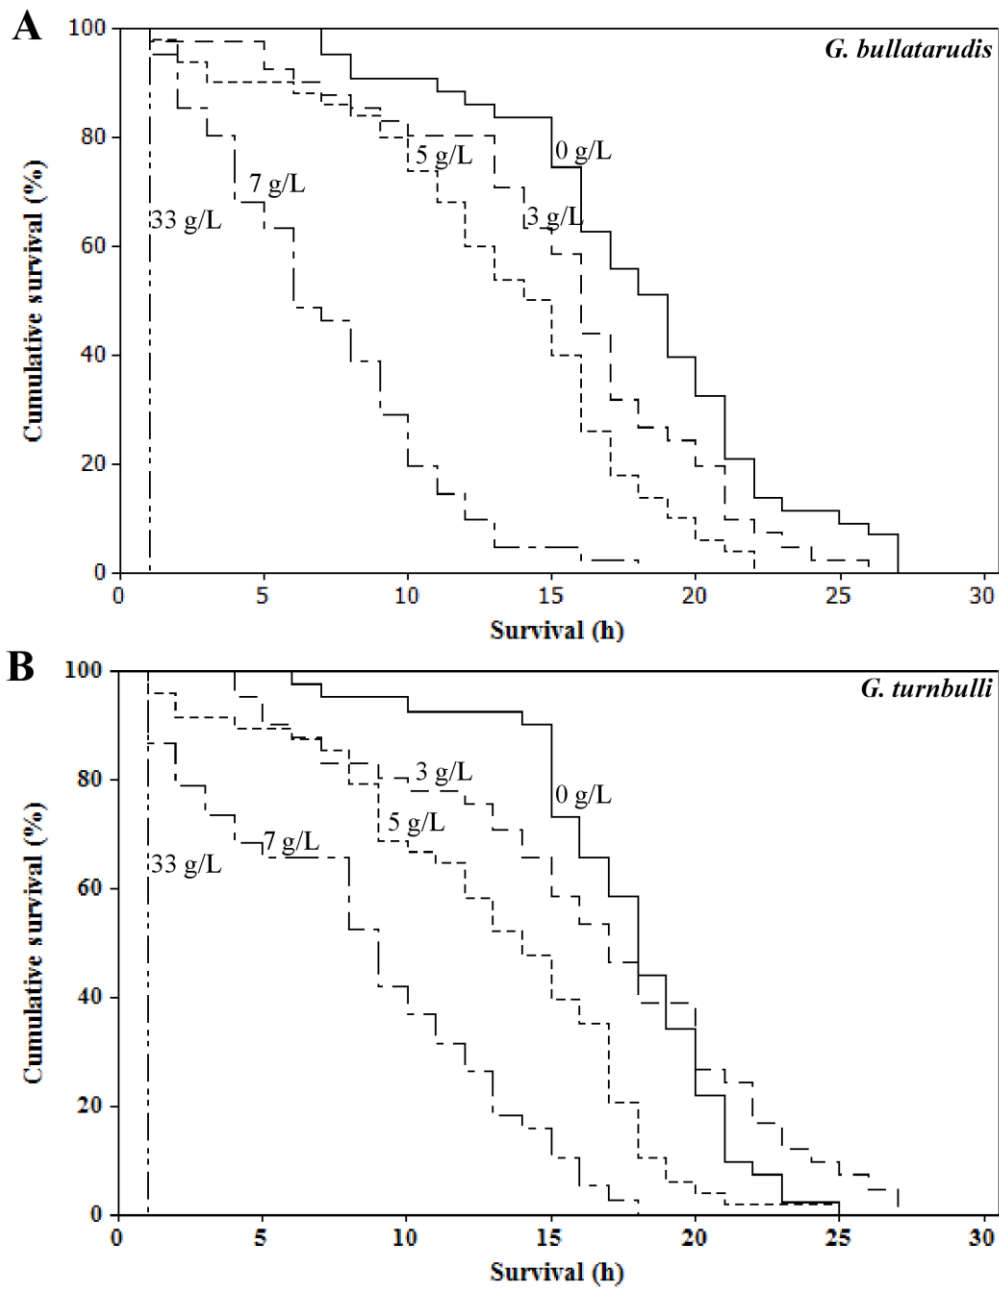 A
G. bullatarudis
100
80
60
40
20
0
Cumulative survival (%)
0 g/L
5 g/L
7 g/L
3 g/L
33 g/L
0 5 10 15 20 25 30
Survival (h)
B
G. turnbulli
100
80
60
40
20
0
Cumulative survival (%)
3 g/L
0 g/L
5 g/L
7 g/L
33 g/L
0 5 10 15 20 25 30
Survival (h)